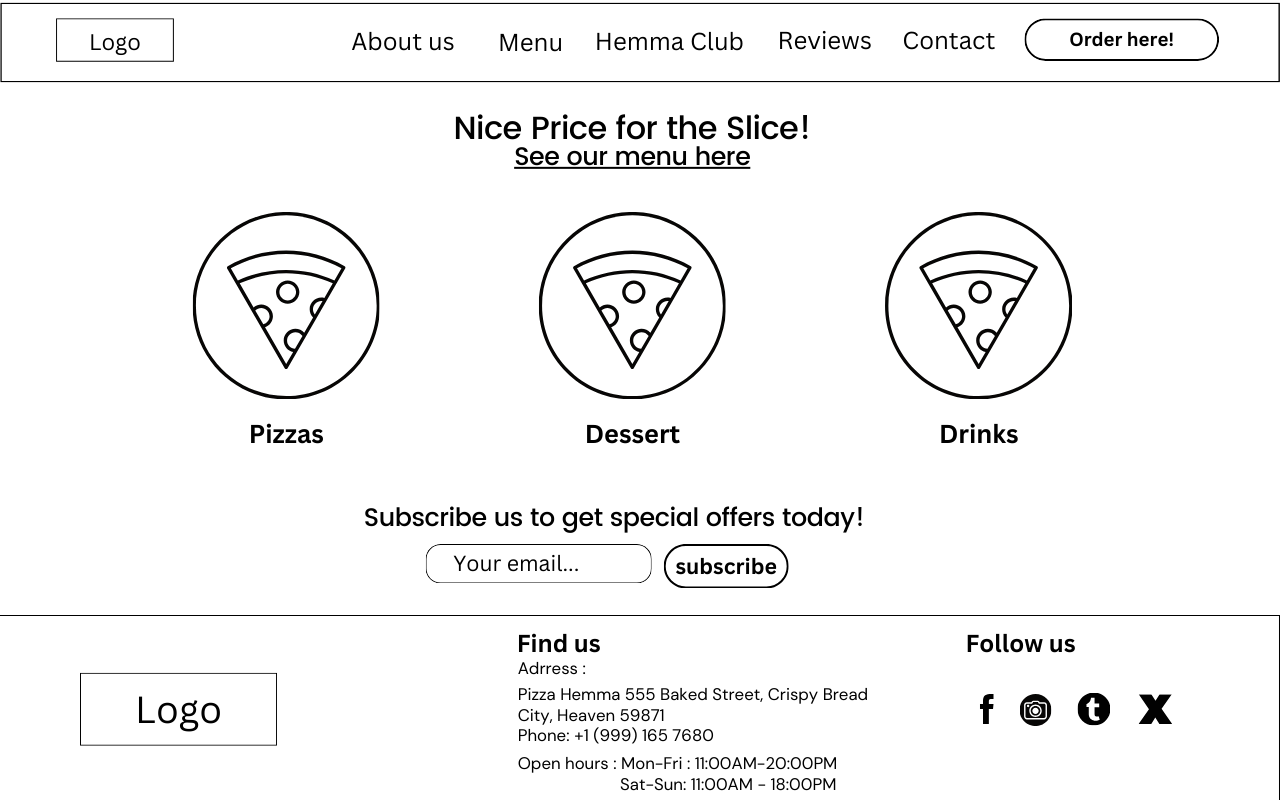 Logo
About us
Menu
Hemma Club
Reviews
Contact
Order here!
Nice Price for the Slice!
See our menu here
Pizzas
Dessert
Drinks
Subscribe us to get special offers today!
Your email...
subscribe
Logo
Find us
Adrress :
Pizza Hemma 555 Baked Street, Crispy Bread
City, Heaven 59871
Phone: +1 (999) 165 7680
Open hours : Mon-Fri : 11:00AM-20:00PM
Sat-Sun: 11:00AM - 18:00PM
Follow us
f
t
X